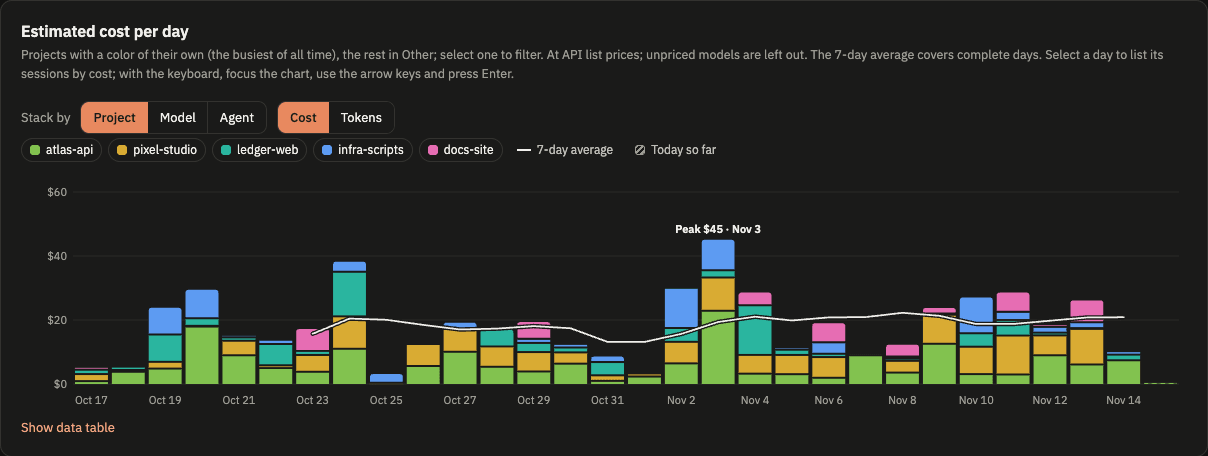 Estimated cost per day
Projects with a color of their own (the busiest of all time), the rest in Other; select one to filter. At API list prices; unpriced models are left out. The 7-day average covers complete days. Select a day to list its
sessions by cost; with the keyboard, focus the chart, use the arrow keys and press Enter.
Stack by Project Model Agent Cost Tokens
atlas-api pixel-studio ledger-web infra-scripts docs-site 7-day average Today so far
$60
Peak $45 · Nov 3
$40
$20
$0
Oct 17 Oct 19 Oct 21 Oct 23 Oct 25 Oct 27 Oct 29 Oct 31 Nov 2 Nov 4 Nov 6 Nov 8 Nov 10 Nov 12 Nov 14
Show data table